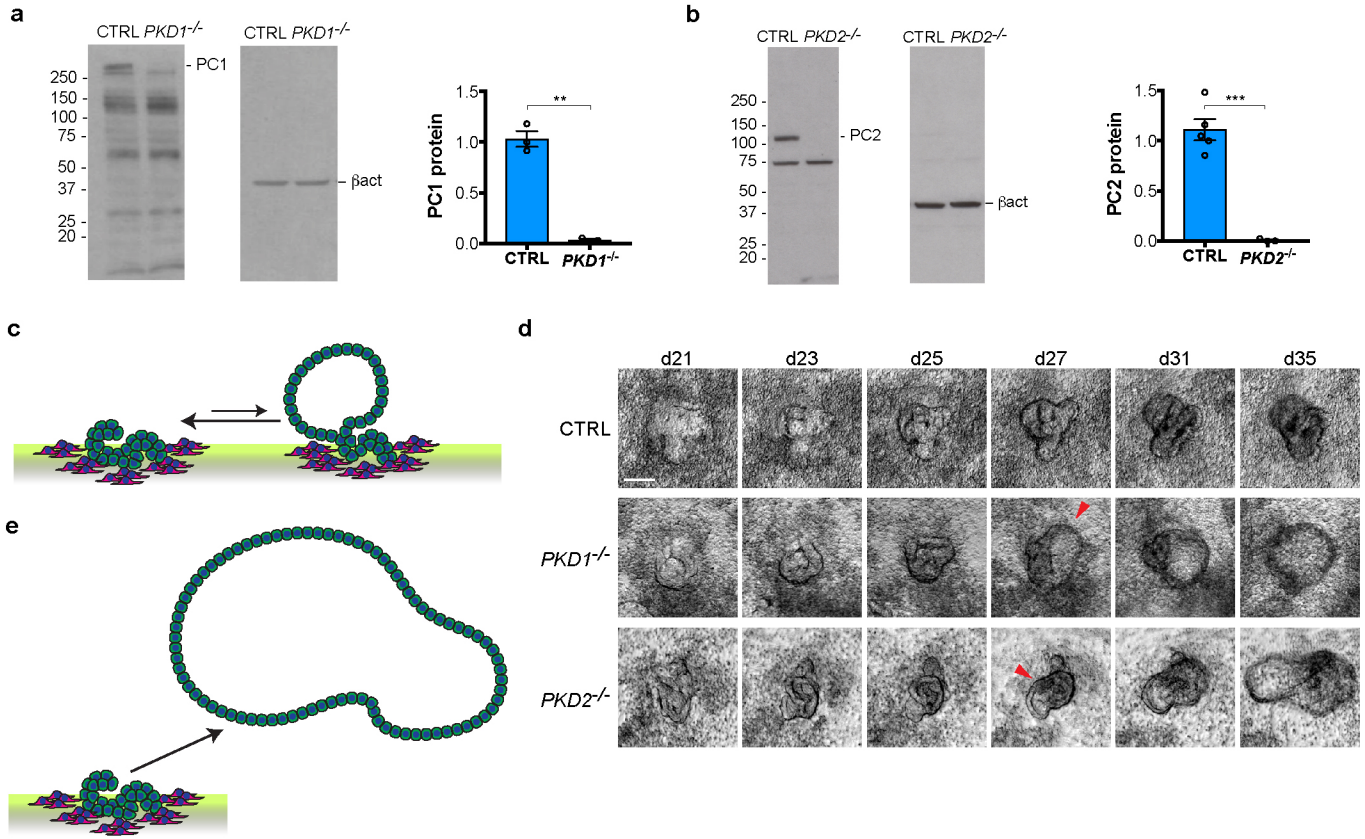 a
CTRL PKD1-/-
CTRL PKD1-/-
- PC1
250 -
150 -
100 -
75 -
50 -
37 -
25 -
20 -
– βact
PC1 protein
1.5
1.0
0.5
0.0
**
CTRL
PKD1-/-
b
CTRL PKD2-/-
CTRL PKD2-/-
250 -
150 -
100 -
75 -
50 -
37 -
25 -
20 -
- PC2
– βact
PC2 protein
1.5
1.0
0.5
0.0
***
CTRL
PKD2-/-
c
d
d21 d23 d25 d27 d31 d35
CTRL
PKD1-/-
PKD2-/-
e